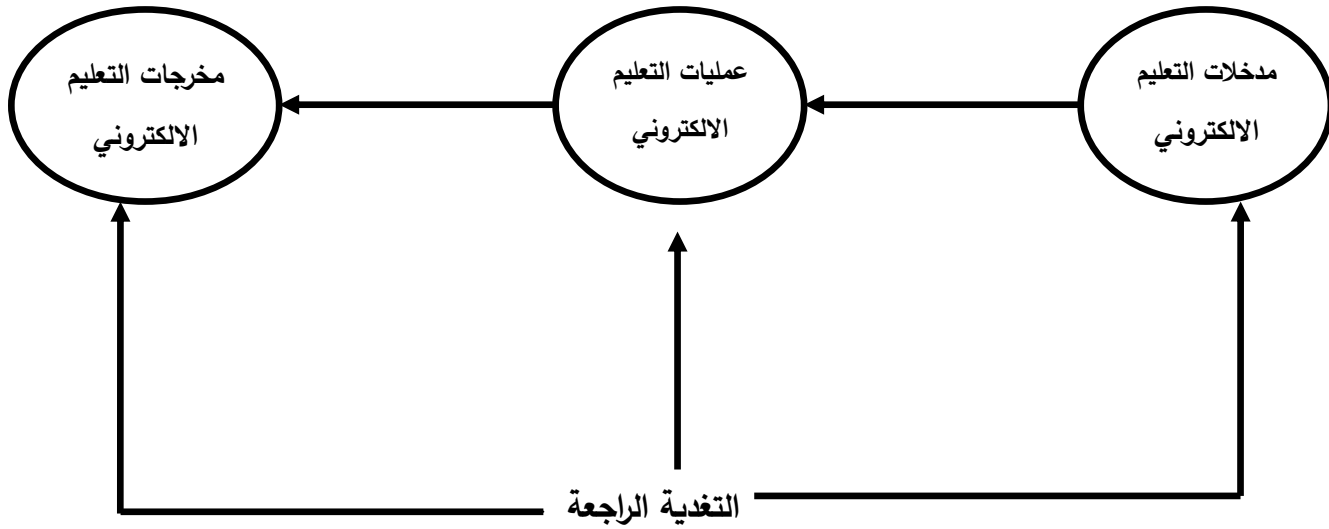 مدخلات التعليم
الالكتروني
عمليات التعليم
الالكتروني
مخرجات التعليم
الالكتروني
التغدية الراجعة